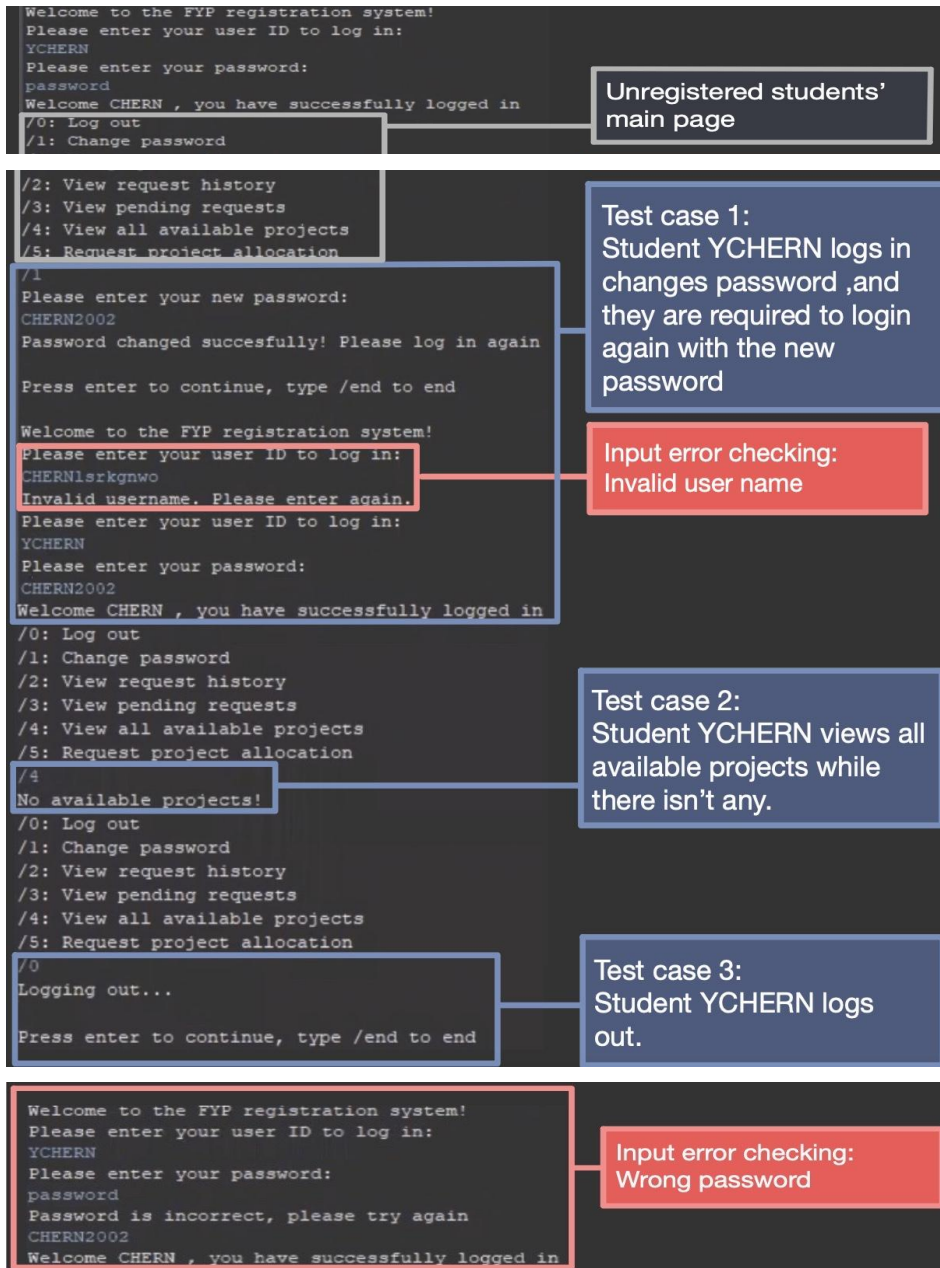 Welcome to the FYP registration system!
Please enter your user ID to log in:
YCHERN
Please enter your password:
password
Welcome CHERN , you have successfully logged in
/0: Log out
/1: Change password
Unregistered students'
main page
/2: View request history
/3: View pending requests
/4: View all available projects
/5: Request project allocation
/1
Please enter your new password:
CHERN2002
Password changed succesfully! Please log in again
Press enter to continue, type /end to end
Test case 1:
Student YCHERN logs in
changes password ,and
they are required to login
again with the new
password
Welcome to the FYP registration system!
Please enter your user ID to log in:
CHERNlsrkgnwo
Invalid username. Please enter again.
Input error checking:
Invalid user name
Please enter your user ID to log in:
YCHERN
Please enter your password:
CHERN2002
Welcome CHERN , you have successfully logged in
/0: Log out
/1: Change password
/2: View request history
/3: View pending requests
/4: View all available projects
/5: Request project allocation
/4
No available projects!
Test case 2:
Student YCHERN views all
available projects while
there isn't any.
/0: Log out
/1: Change password
/2: View request history
/3: View pending requests
/4: View all available projects
/5: Request project allocation
/0
Logging out...
Press enter to continue, type /end to end
Test case 3:
Student YCHERN logs
out.
Welcome to the FYP registration system!
Please enter your user ID to log in:
YCHERN
Please enter your password:
password
Password is incorrect, please try again
CHERN2002
Welcome CHERN , you have successfully logged in
Input error checking:
Wrong password